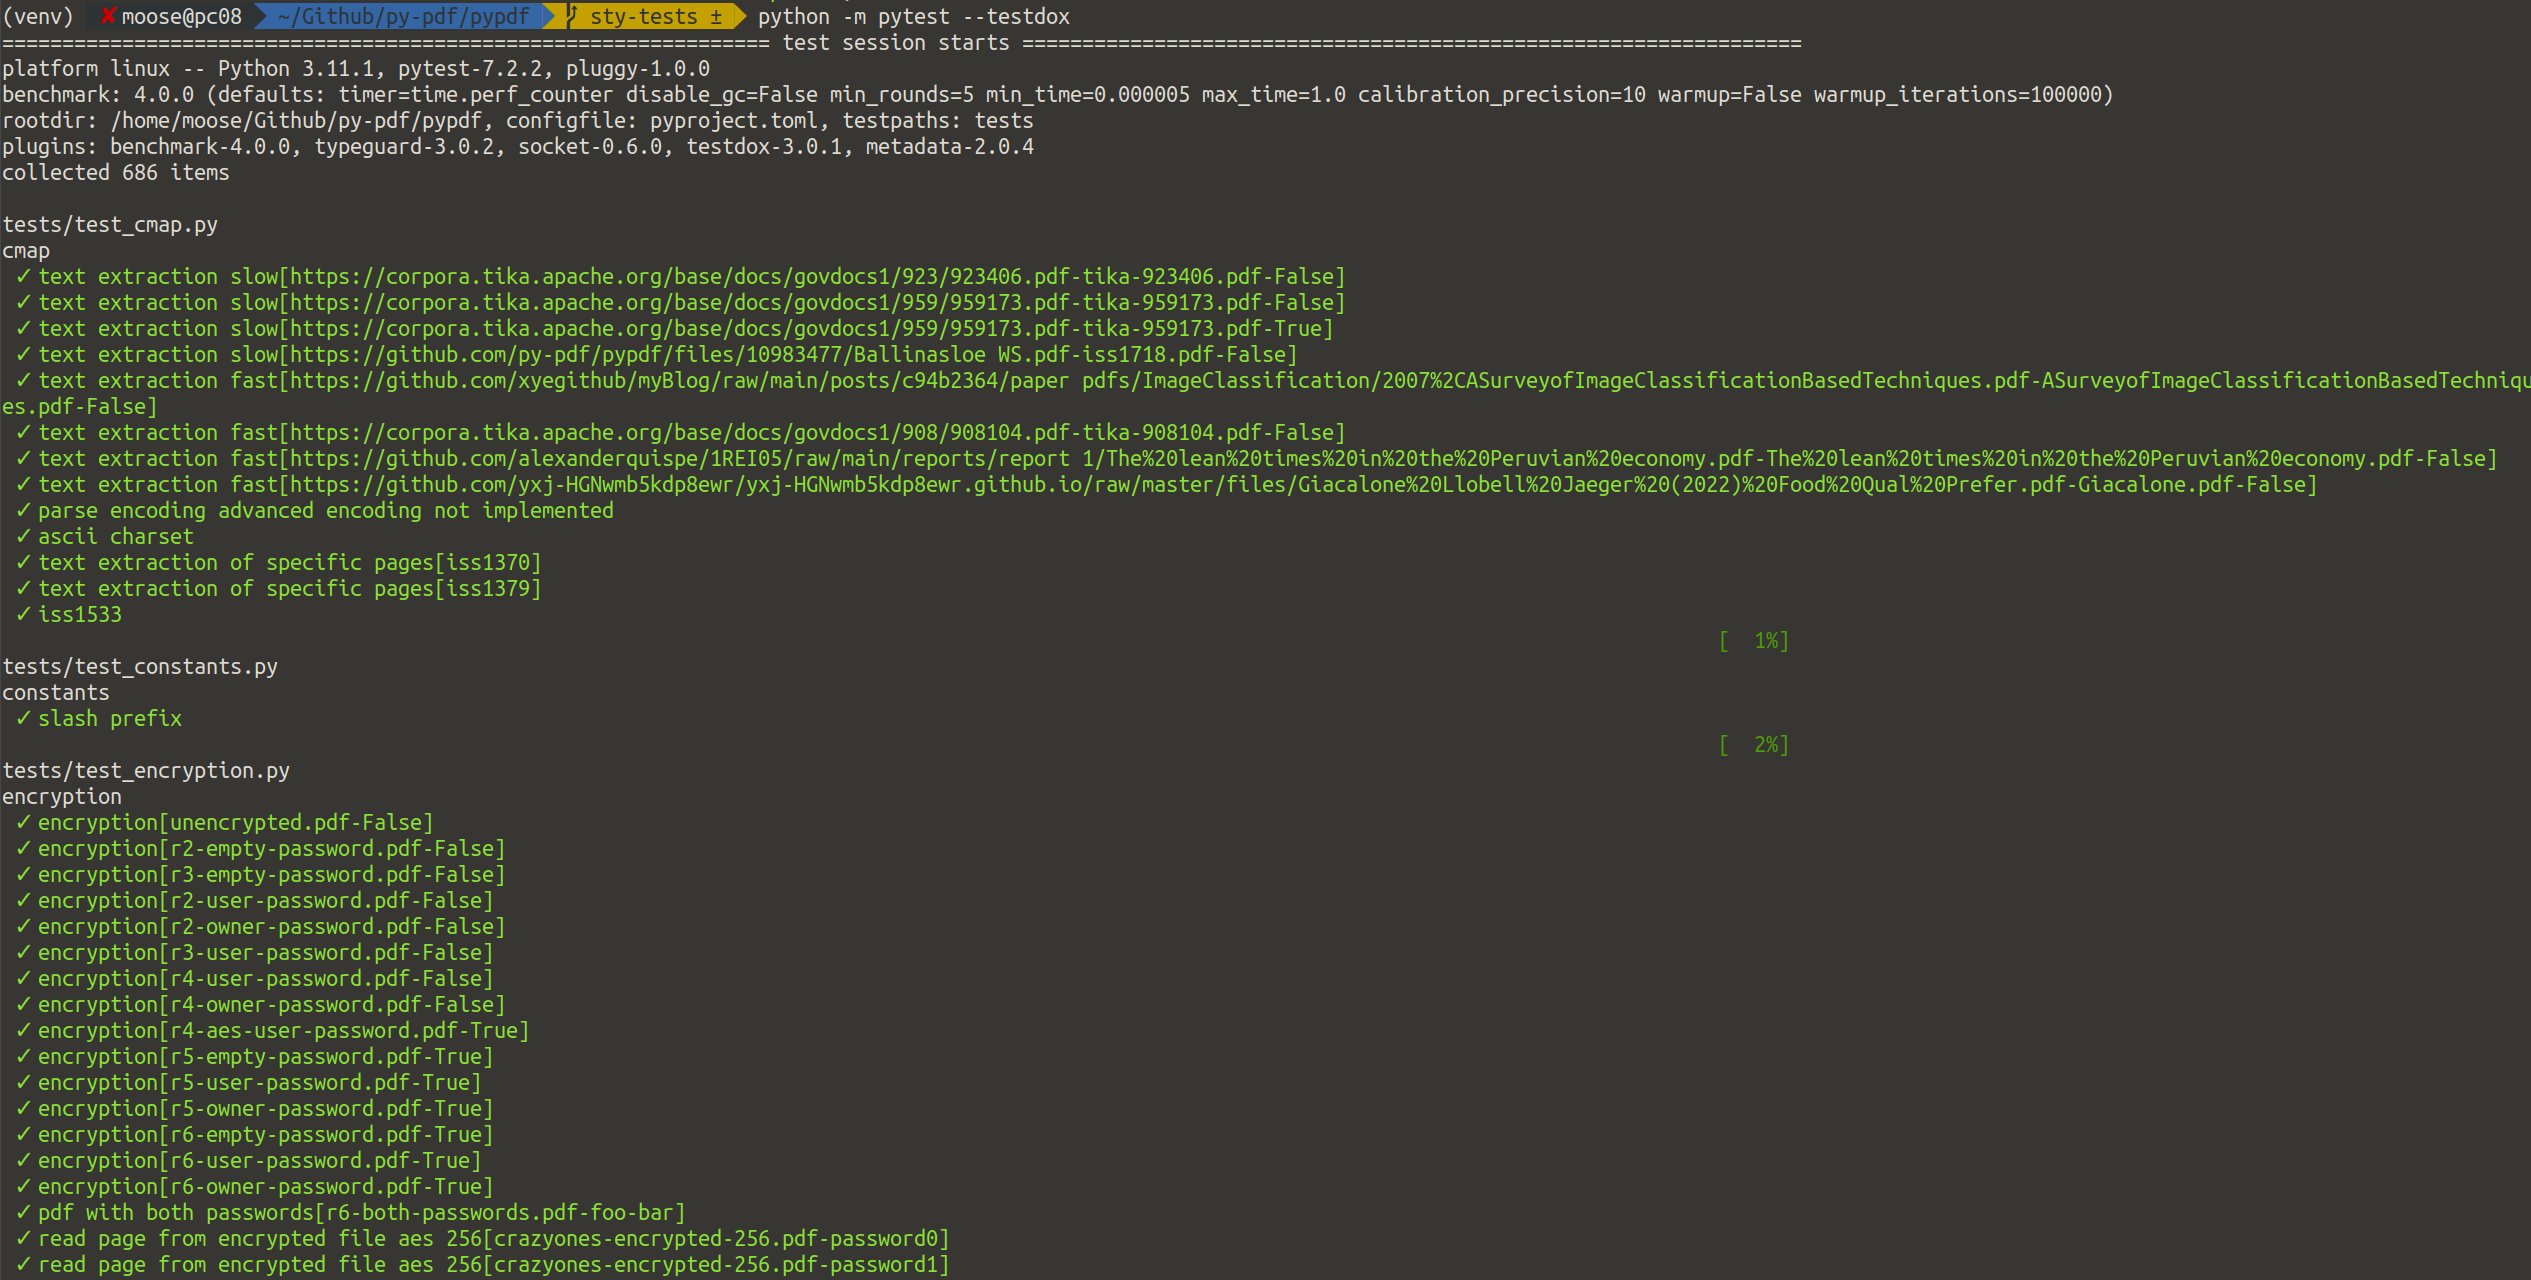 (venv) ✘ moose@pc08 ~/Github/py-pdf/pypdf sty-tests ± python -m pytest --testdox
================================================================ test session starts =================================================================
platform linux -- Python 3.11.1, pytest-7.2.2, pluggy-1.0.0
benchmark: 4.0.0 (defaults: timer=time.perf_counter disable_gc=False min_rounds=5 min_time=0.000005 max_time=1.0 calibration_precision=10 warmup=False warmup_iterations=100000)
rootdir: /home/moose/Github/py-pdf/pypdf, configfile: pyproject.toml, testpaths: tests
plugins: benchmark-4.0.0, typeguard-3.0.2, socket-0.6.0, testdox-3.0.1, metadata-2.0.4
collected 686 items
tests/test_cmap.py
cmap
✓ text extraction slow[https://corpora.tika.apache.org/base/docs/govdocs1/923/923406.pdf-tika-923406.pdf-False]
✓ text extraction slow[https://corpora.tika.apache.org/base/docs/govdocs1/959/959173.pdf-tika-959173.pdf-False]
✓ text extraction slow[https://corpora.tika.apache.org/base/docs/govdocs1/959/959173.pdf-tika-959173.pdf-True]
✓ text extraction slow[https://github.com/py-pdf/pypdf/files/10983477/Ballinasloe WS.pdf-iss1718.pdf-False]
✓ text extraction fast[https://github.com/xyegithub/myBlog/raw/main/posts/c94b2364/paper pdfs/ImageClassification/2007%2CASurveyofImageClassificationBasedTechniques.pdf-ASurveyofImageClassificationBasedTechniqu
es.pdf-False]
✓ text extraction fast[https://corpora.tika.apache.org/base/docs/govdocs1/908/908104.pdf-tika-908104.pdf-False]
✓ text extraction fast[https://github.com/alexanderquispe/1REI05/raw/main/reports/report 1/The%20lean%20times%20in%20the%20Peruvian%20economy.pdf-The%20lean%20times%20in%20the%20Peruvian%20economy.pdf-False]
✓ text extraction fast[https://github.com/yxj-HGNwmb5kdp8ewr/yxj-HGNwmb5kdp8ewr.github.io/raw/master/files/Giacalone%20Llobell%20Jaeger%20(2022)%20Food%20Qual%20Prefer.pdf-Giacalone.pdf-False]
✓ parse encoding advanced encoding not implemented
✓ ascii charset
✓ text extraction of specific pages[iss1370]
✓ text extraction of specific pages[iss1379]
✓ iss1533
[  1%]
tests/test_constants.py
constants
✓ slash prefix
[  2%]
tests/test_encryption.py
encryption
✓ encryption[unencrypted.pdf-False]
✓ encryption[r2-empty-password.pdf-False]
✓ encryption[r3-empty-password.pdf-False]
✓ encryption[r2-user-password.pdf-False]
✓ encryption[r2-owner-password.pdf-False]
✓ encryption[r3-user-password.pdf-False]
✓ encryption[r4-user-password.pdf-False]
✓ encryption[r4-owner-password.pdf-False]
✓ encryption[r4-aes-user-password.pdf-True]
✓ encryption[r5-empty-password.pdf-True]
✓ encryption[r5-user-password.pdf-True]
✓ encryption[r5-owner-password.pdf-True]
✓ encryption[r6-empty-password.pdf-True]
✓ encryption[r6-user-password.pdf-True]
✓ encryption[r6-owner-password.pdf-True]
✓ pdf with both passwords[r6-both-passwords.pdf-foo-bar]
✓ read page from encrypted file aes 256[crazyones-encrypted-256.pdf-password0]
✓ read page from encrypted file aes 256[crazyones-encrypted-256.pdf-password1]